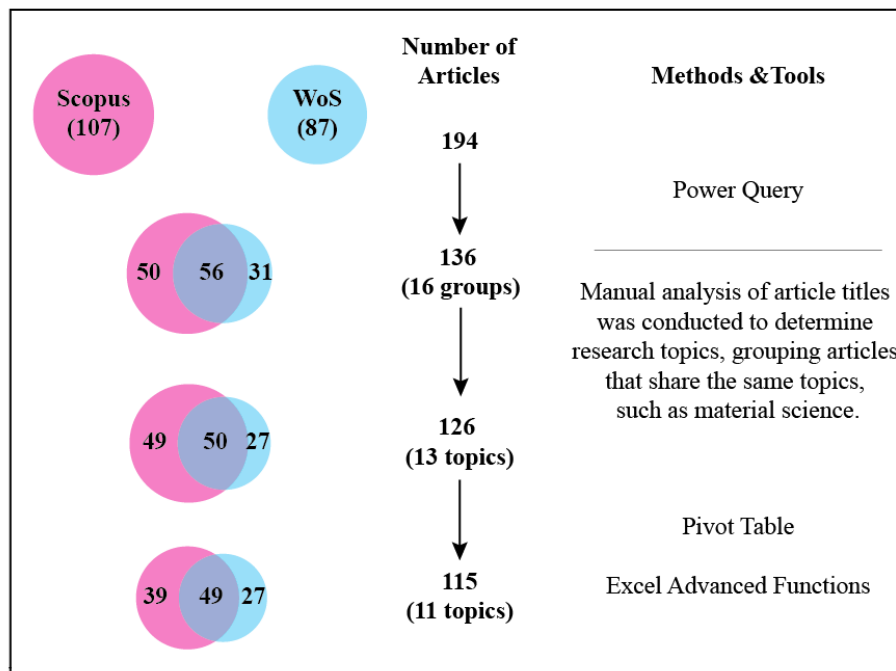 Number of
Articles
Methods &Tools
Scopus
(107)
WoS
(87)
194
Power Query
50 56 31
136
(16 groups)
Manual analysis of article titles
was conducted to determine
research topics, grouping articles
that share the same topics,
such as material science.
49 50 27
126
(13 topics)
Pivot Table
39 49 27
115
(11 topics)
Excel Advanced Functions